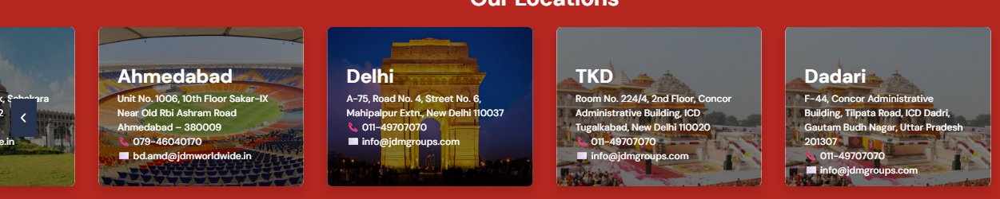 Our Locations
k, Sahakara
2
e.in
Ahmedabad
Unit No. 1006, 10th Floor Sakar-IX
Near Old Rbi Ashram Road
Ahmedabad – 380009
079-46040170
bd.amd@jdmworldwide.in
Delhi
A-75, Road No. 4, Street No. 6,
Mahipalpur Extn., New Delhi 110037
011-49707070
info@jdmgroups.com
TKD
Room No. 224/4, 2nd Floor, Concor
Administrative Building, ICD
Tugalkabad, New Delhi 110020
011-49707070
info@jdmgroups.com
Dadari
F-44, Concor Administrative
Building, Tilpata Road, ICD Dadri,
Gautam Budh Nagar, Uttar Pradesh
201307
011-49707070
info@jdmgroups.com